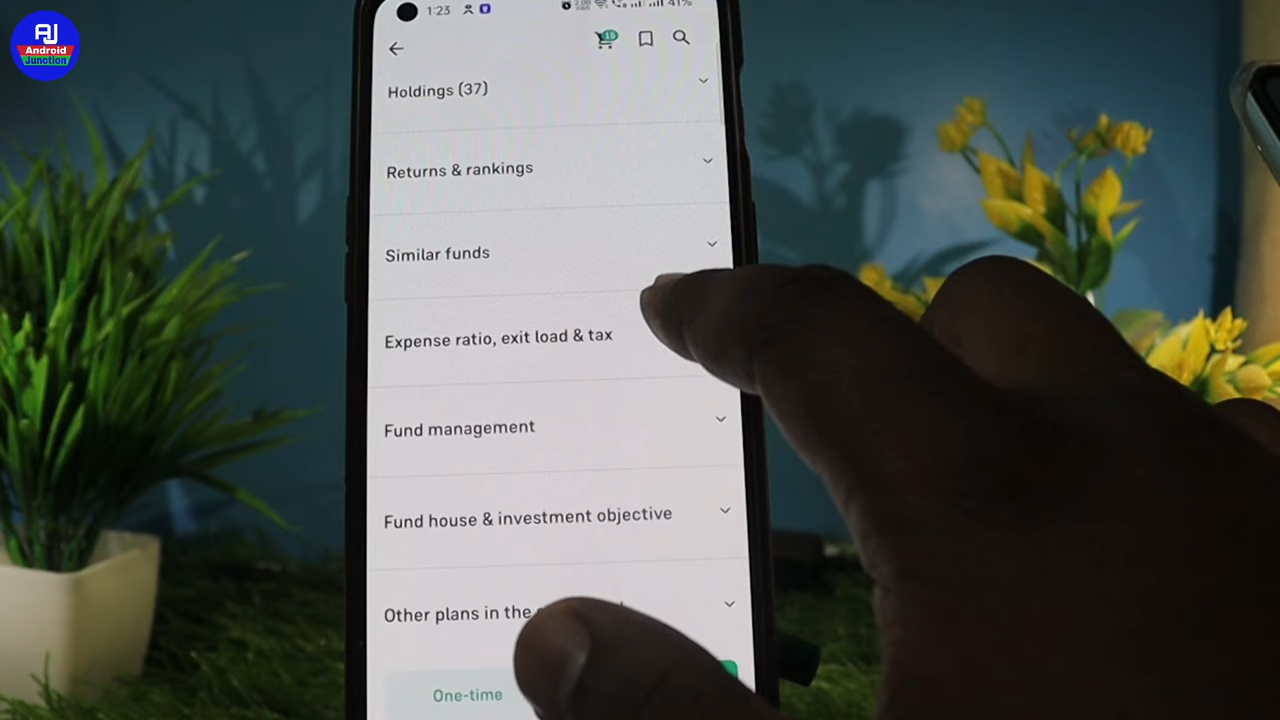 AJ
Android
Junction
1:23
41%
15
Holdings (37)
Returns & rankings
Similar funds
Expense ratio, exit load & tax
Fund management
Fund house & investment objective
Other plans in the
One-time